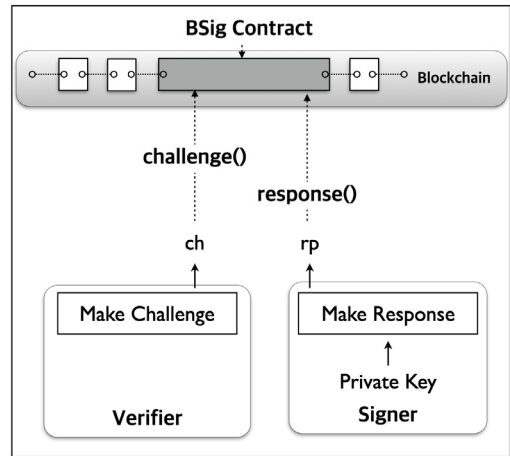 BSig Contract
Blockchain
challenge()
response()
ch
rp
Make Challenge
Make Response
Private Key
Verifier
Signer